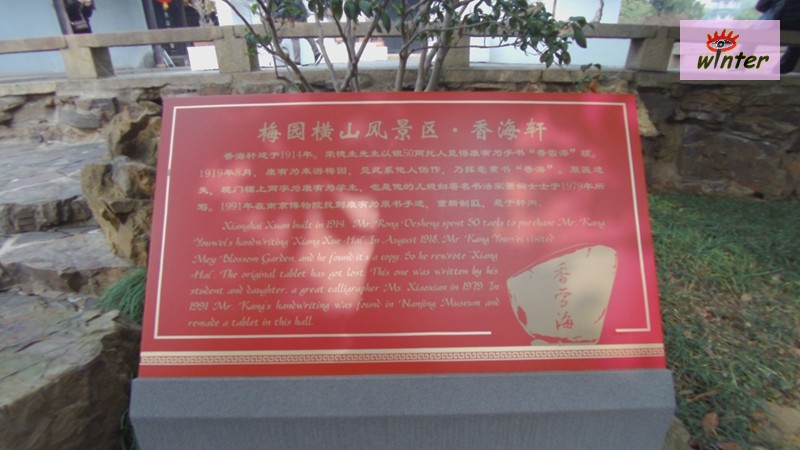 winter
梅园横山风景区·香海轩
香海轩建于1914年。荣德生先生以银50两托人觅得康有为手书“香雪海”匾。
1919年8月，康有为来游梅园，见此系他人伪作，乃挥毫重书“香海”。原匾遗
失，现门楣上两字为康有为学生，也是他的人媳妇著名书法家萧娴女士于1979年所
写。1991年在南京博物院找到康有为原书手迹，重新制匾，悬于轩内。
Xianghai Xuan built in 1914. Mr. Rong Desheng spent 50 taels to purchase Mr. Kang
Youwei's handwriting "Xiang Xue Hai". In August 1918, Mr. Kang Youwei visited
Mey Blossom Garden, and he found it's a copy. So he rewrote "Xiang
Hai". The original tablet has got lost. This one was written by his
student and daughter, a great calligrapher Ms. Xiaoxian in 1979. In
1991 Mr. Kang's handwriting was found in Nanjing Museum and
remade a tablet in this hall.
香雪海